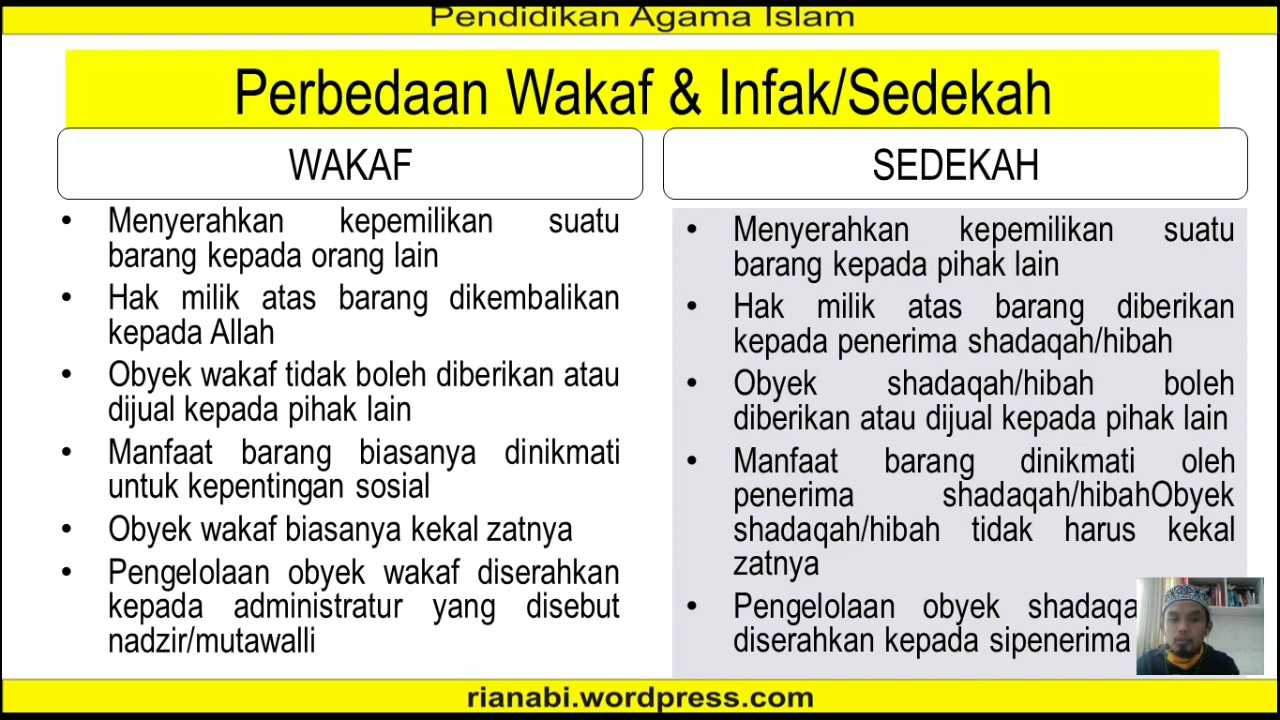 Pendidikan Agama Islam
Perbedaan Wakaf & Infak/Sedekah
WAKAF
• Menyerahkan kepemilikan suatu
barang kepada orang lain
• Hak milik atas barang dikembalikan
kepada Allah
• Obyek wakaf tidak boleh diberikan atau
dijual kepada pihak lain
• Manfaat barang biasanya dinikmati
untuk kepentingan sosial
• Obyek wakaf biasanya kekal zatnya
• Pengelolaan obyek wakaf diserahkan
kepada administratur yang disebut
nadzir/mutawalli
SEDEKAH
• Menyerahkan kepemilikan suatu
barang kepada pihak lain
• Hak milik atas barang diberikan
kepada penerima shadaqah/hibah
• Obyek shadaqah/hibah boleh
diberikan atau dijual kepada pihak lain
• Manfaat barang dinikmati oleh
penerima shadaqah/hibahObyek
shadaqah/hibah tidak harus kekal
zatnya
• Pengelolaan obyek shadaqa
diserahkan kepada sipenerima
rianabi.wordpress.com